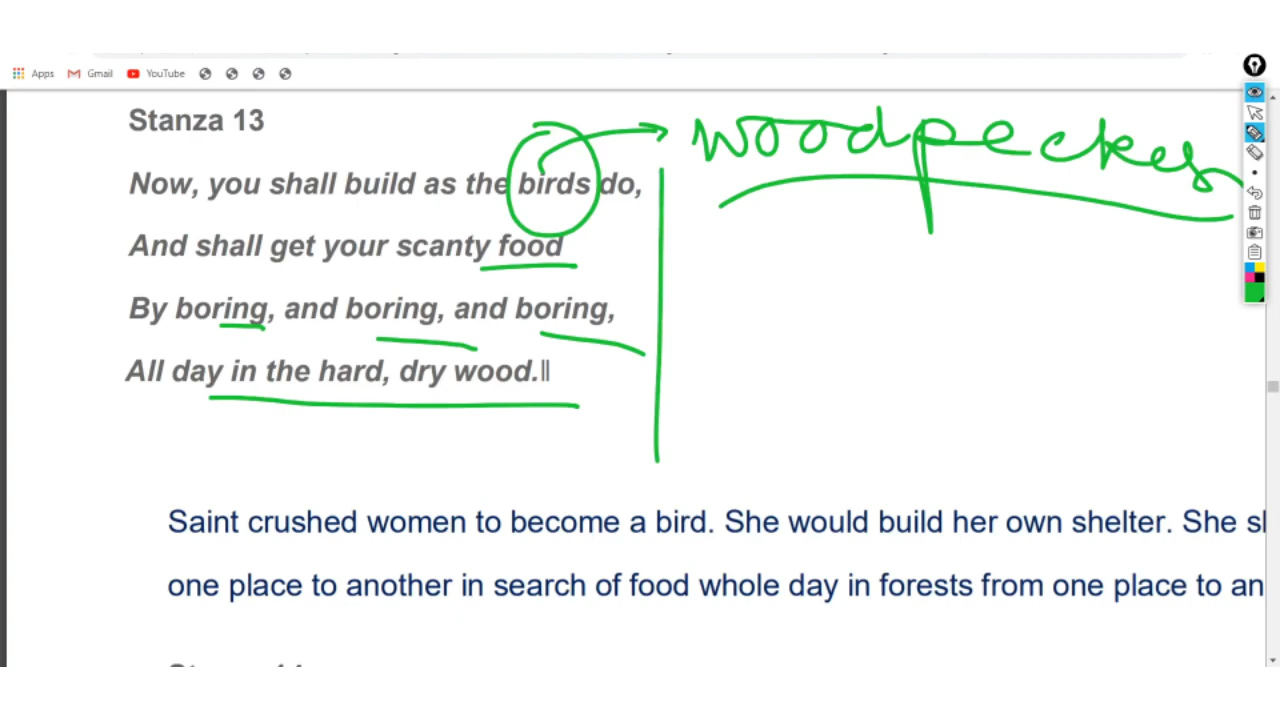 Apps Gmail YouTube
Stanza 13
woodpecker
Now, you shall build as the birds do,
And shall get your scanty food
By boring, and boring, and boring,
All day in the hard, dry wood.‖
Saint crushed women to become a bird. She would build her own shelter. She
one place to another in search of food whole day in forests from one place to